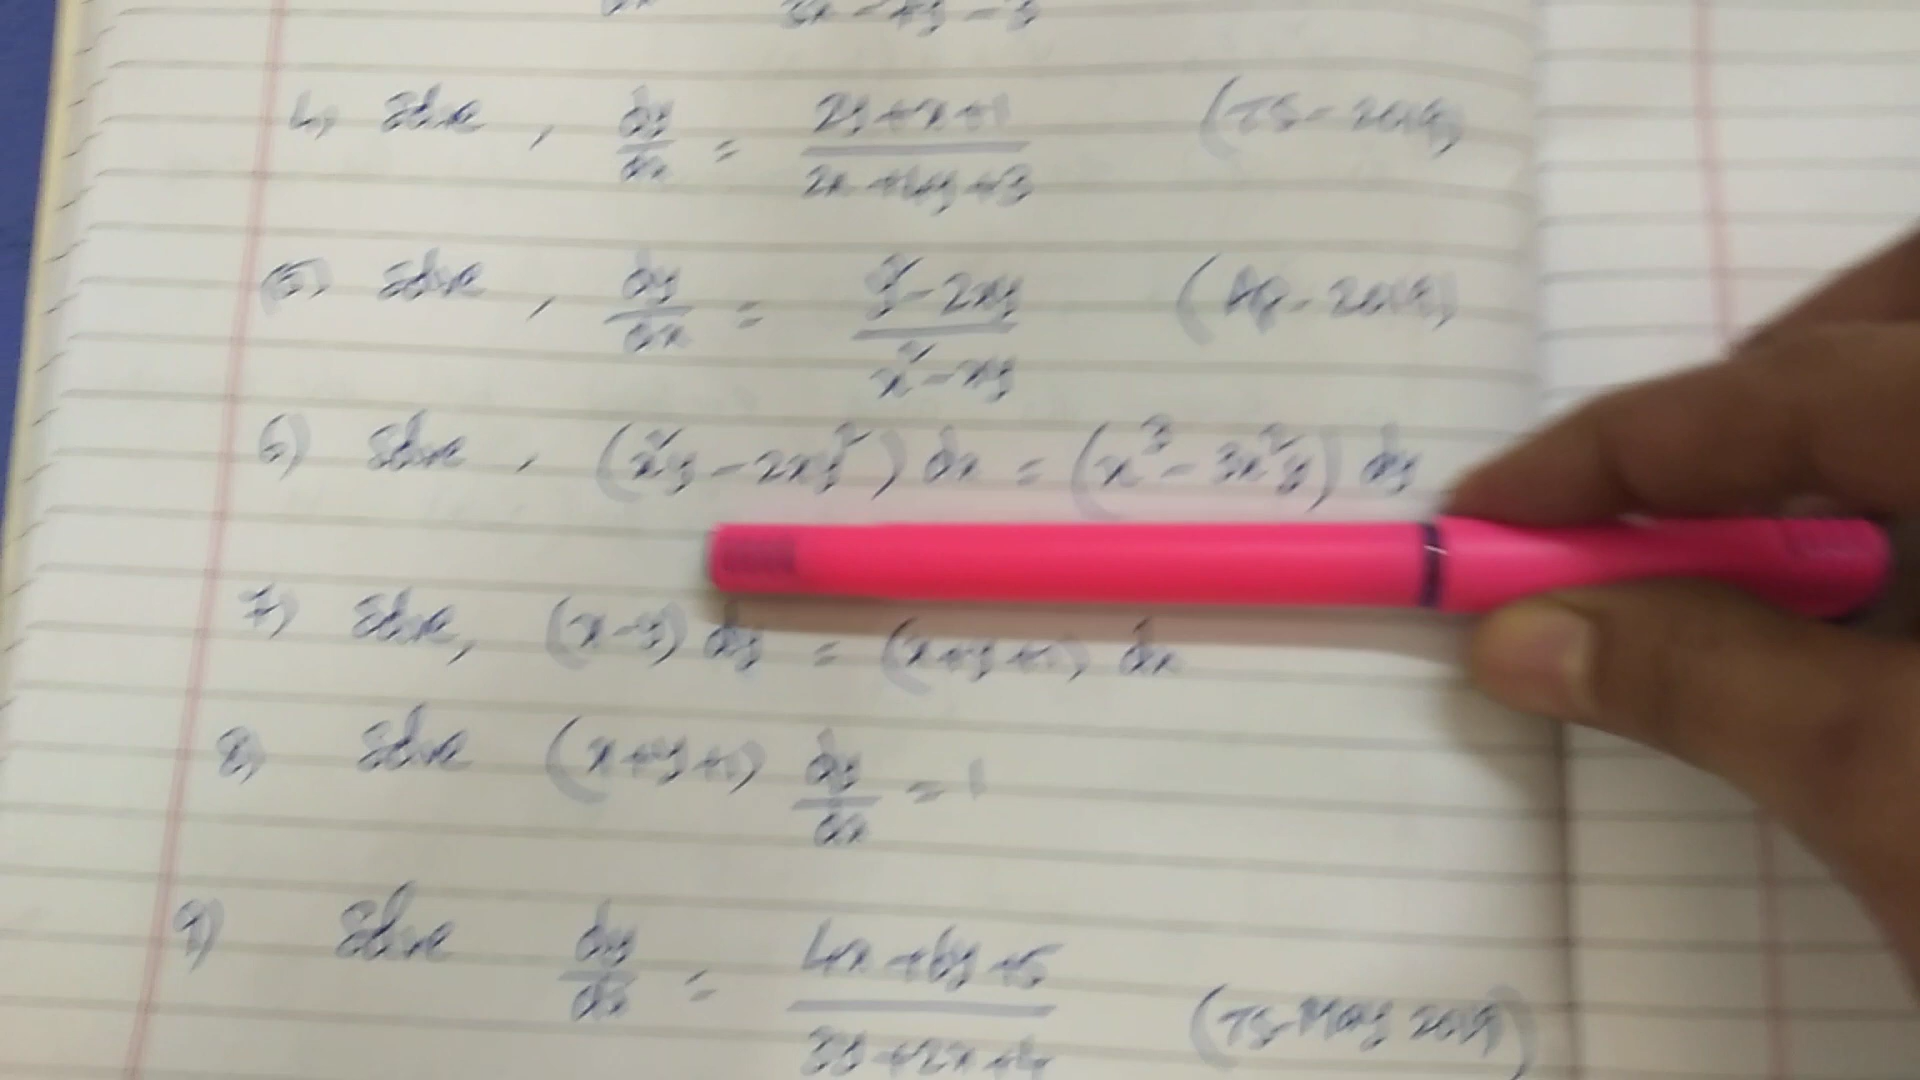 4) Solve, dy/dx = 2y+x+1/2x+4y+3 (TS-2019)
5) Solve, dy/dx = y²-2xy/x²-xy (AP-2019)
6) Solve, (x²y-2xy²) dx = (x³-3x²y) dy
7) Solve, (x-y) dy = (x+y+1) dx
8) Solve (x+y+1) dy/dx = 1
9) Solve dy/dx = 4x+6y+5/3y+2x+4 (TS-May 2019)